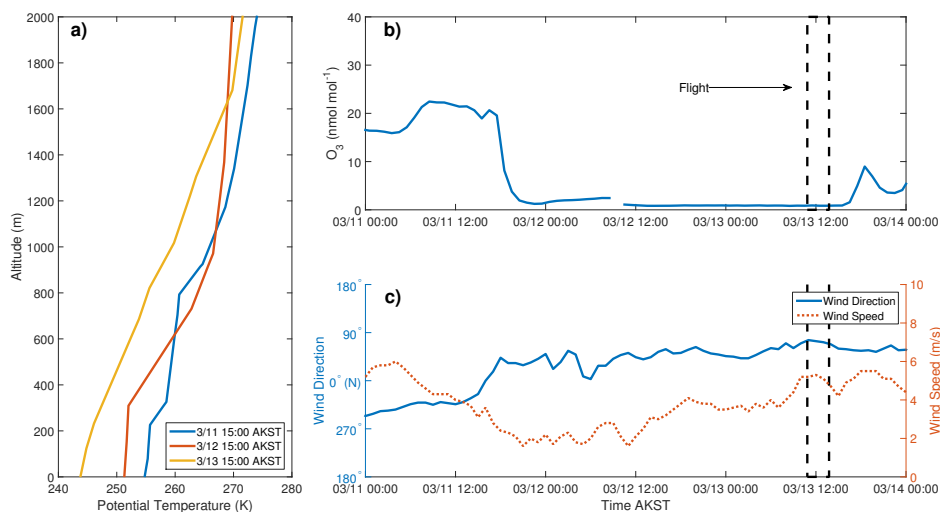 a)
2000
1800
1600
1400
1200
1000
800
600
400
200
0
Altitude (m)
3/11 15:00 AKST
3/12 15:00 AKST
3/13 15:00 AKST
240 250 260 270 280
Potential Temperature (K)
b)
40
30
20
10
0
O3 (nmol mol-1)
Flight
03/11 00:00 03/11 12:00 03/12 00:00 03/12 12:00 03/13 00:00 03/13 12:00 03/14 00:00
c)
180°
90°
0° (N)
270°
180°
Wind Direction
Wind Direction
Wind Speed
10
8
6
4
2
0
Wind Speed (m/s)
03/11 00:00 03/11 12:00 03/12 00:00 03/12 12:00 03/13 00:00 03/13 12:00 03/14 00:00
Time AKST